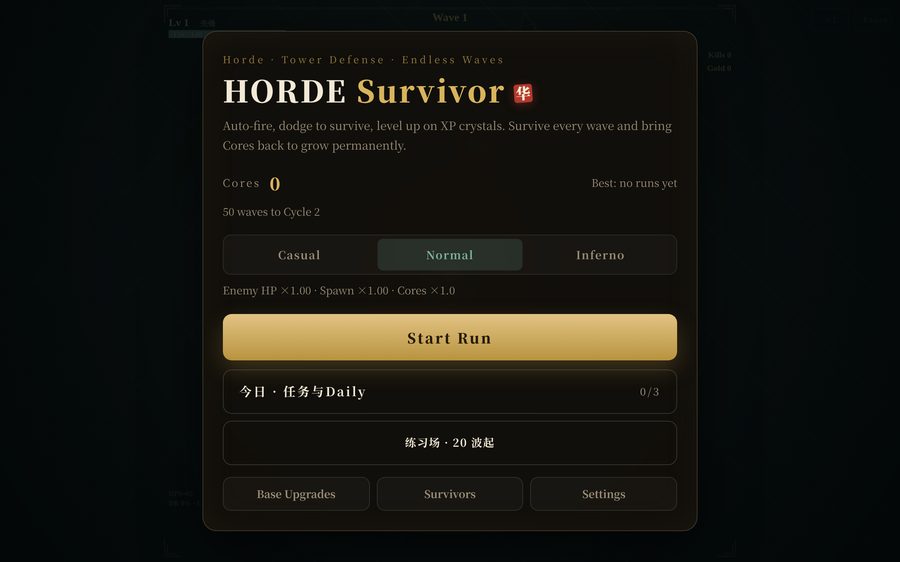 Lv 1 先锋
Wave 1
Kills 0
Gold 0
Horde · Tower Defense · Endless Waves
HORDE Survivor 华
Auto-fire, dodge to survive, level up on XP crystals. Survive every wave and bring
Cores back to grow permanently.
Cores 0
Best: no runs yet
50 waves to Cycle 2
Casual
Normal
Inferno
Enemy HP ×1.00 · Spawn ×1.00 · Cores ×1.0
Start Run
今日 · 任务与Daily
0/3
练习场 · 20 波起
Base Upgrades
Survivors
Settings